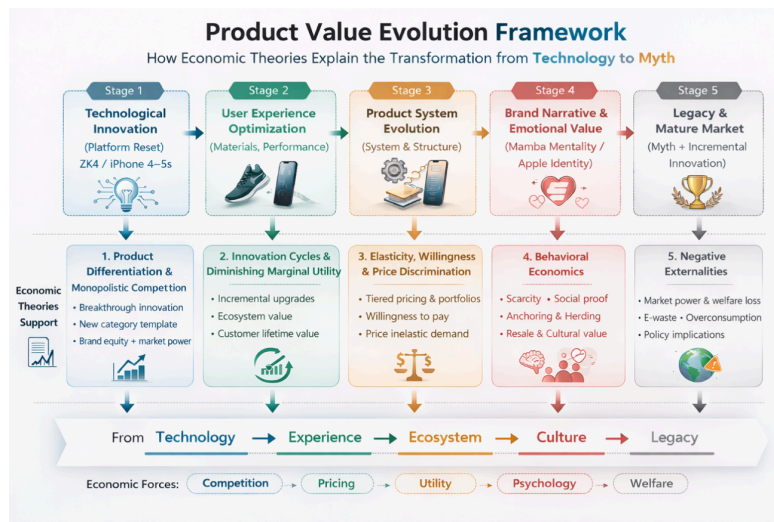 Product Value Evolution Framework
How Economic Theories Explain the Transformation from Technology to Myth
Stage 1
Technological
Innovation
(Platform Reset)
ZK4 / iPhone 4–5s
Stage 2
User Experience
Optimization
(Materials, Performance)
Stage 3
Product System
Evolution
(System & Structure)
Stage 4
Brand Narrative &
Emotional Value
(Mamba Mentality /
Apple Identity)
Stage 5
Legacy &
Mature Market
(Myth + Incremental
Innovation)
Economic
Theories
Support
1. Product
Differentiation &
Monopolistic Compettion
• Breakthrough innovation
• New category template
• Brand equity + market power
2. Innovation Cycles &
Diminishing Marginal Utility
• Incremental upgrades
• Ecosystem value
• Customer lifetime value
3. Elasticity, Willingness
& Price Discrimination
• Tiered pricing & portfolios
• Willingness to pay
• Price inelastic demand
4. Behavioral
Economics
• Scarcity • Social proof
• Anchoring & Herding
• Resale & Cultural value
5. Negative
Externalities
• Market power & welfare loss
• E-waste • Overconsumption
• Policy implications
From Technology Experience Ecosystem Culture Legacy
Economic Forces: Competition Pricing Utility Psychology Welfare